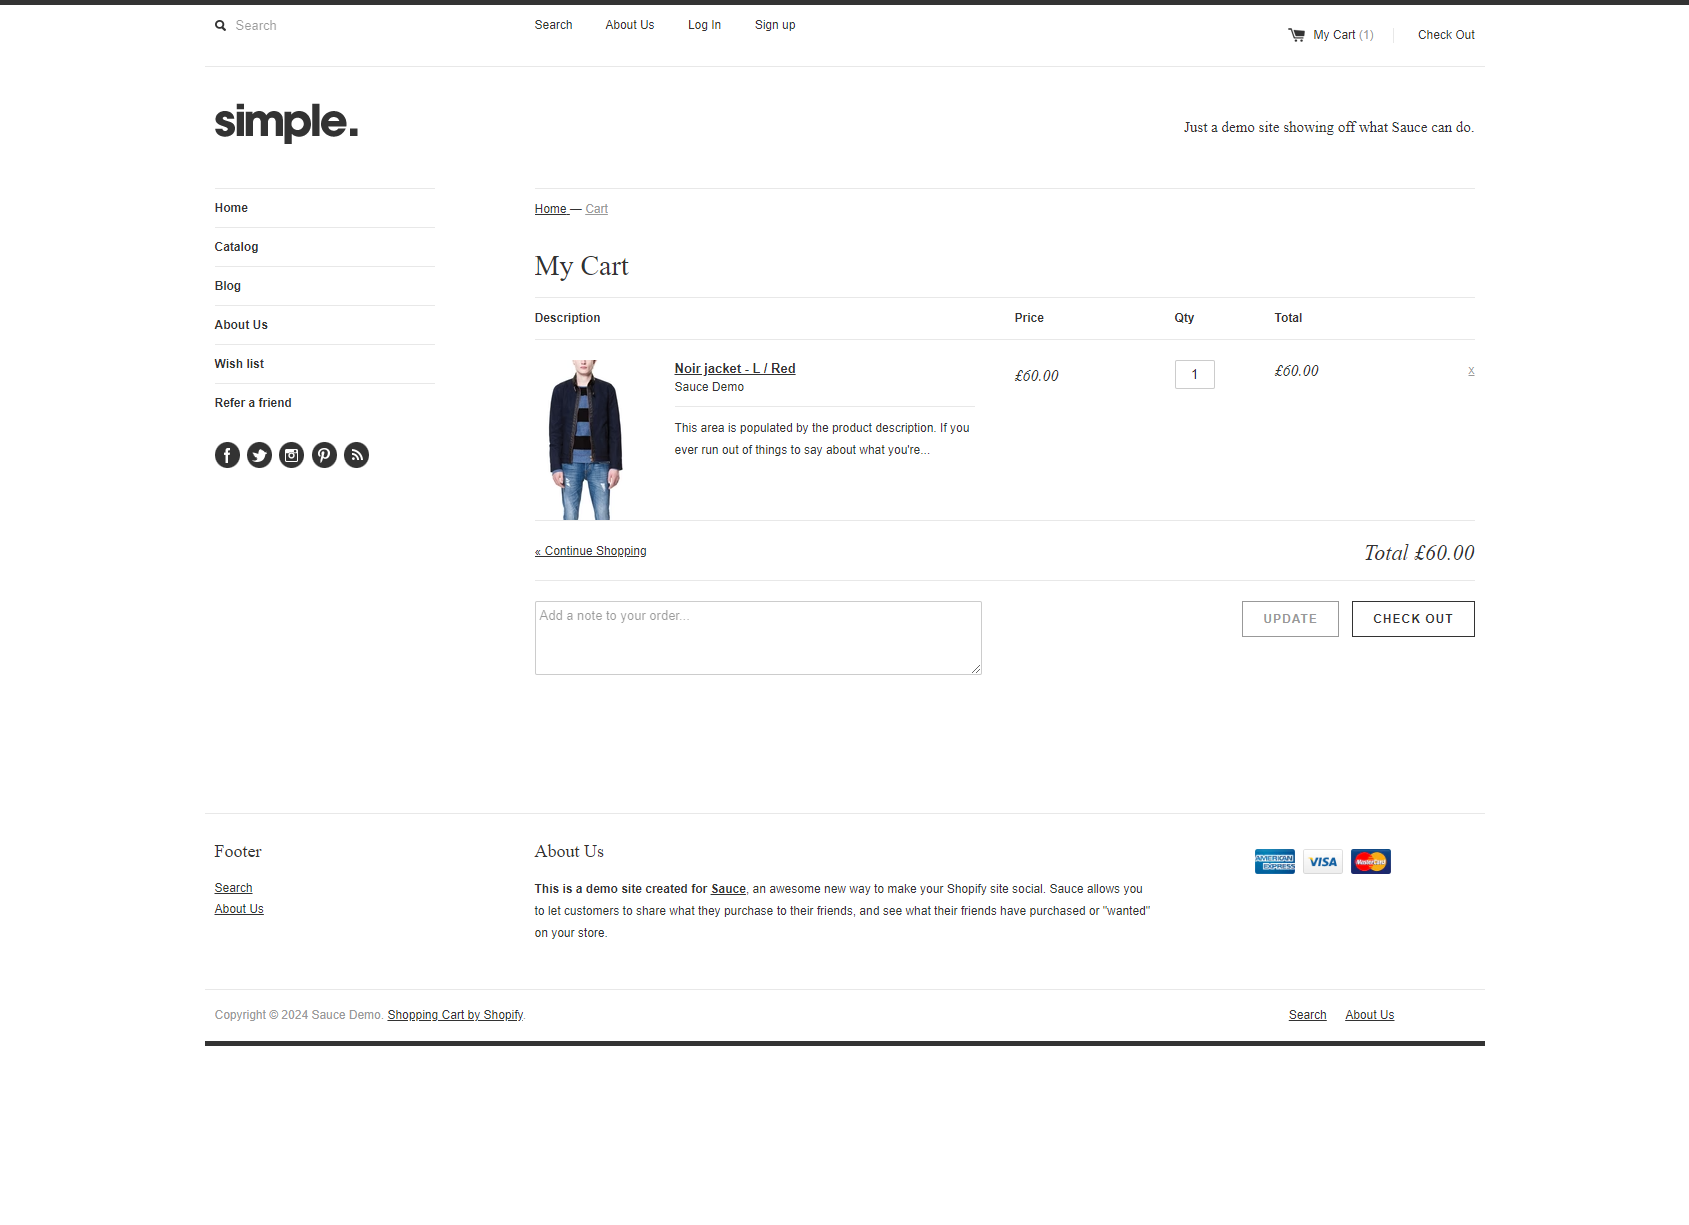 Search
Search About Us Log In Sign up
My Cart (1) Check Out
simple.
Just a demo site showing off what Sauce can do.
Home
Catalog
Blog
About Us
Wish list
Refer a friend
Home — Cart
My Cart
Description Price Qty Total
Noir jacket - L / Red
Sauce Demo
£60.00 1 £60.00 x
This area is populated by the product description. If you
ever run out of things to say about what you're...
« Continue Shopping
Total £60.00
Add a note to your order...
UPDATE CHECK OUT
Footer
Search
About Us
About Us
This is a demo site created for Sauce, an awesome new way to make your Shopify site social. Sauce allows you
to let customers to share what they purchase to their friends, and see what their friends have purchased or "wanted"
on your store.
AMERICAN EXPRESS VISA MasterCard
Copyright © 2024 Sauce Demo. Shopping Cart by Shopify.
Search About Us